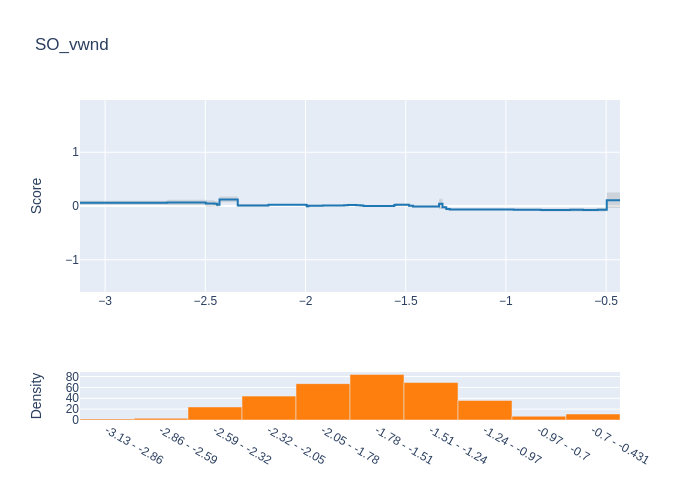 SO_vwnd
Score
1
0
−1
−3
−2.5
−2
−1.5
−1
−0.5
Density
80
60
40
20
0
-3.13 - -2.86
-2.86 - -2.59
-2.59 - -2.32
-2.32 - -2.05
-2.05 - -1.78
-1.78 - -1.51
-1.51 - -1.24
-1.24 - -0.97
-0.97 - -0.7
-0.7 - -0.431